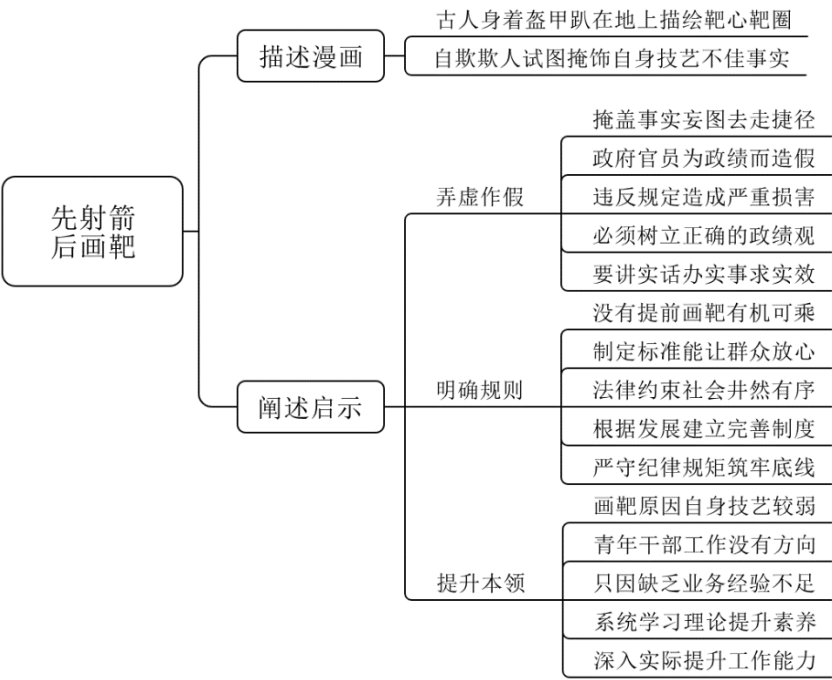 先射箭
后画靶
描述漫画
古人身着盔甲趴在地上描绘靶心靶圈
自欺欺人试图掩饰自身技艺不佳事实
阐述启示
弄虚作假
掩盖事实妄图去走捷径
政府官员为政绩而造假
违反规定造成严重损害
必须树立正确的政绩观
要讲实话办实事求实效
明确规则
没有提前画靶有机可乘
制定标准能让群众放心
法律约束社会井然有序
根据发展建立完善制度
严守纪律规矩筑牢底线
提升本领
画靶原因自身技艺较弱
青年干部工作没有方向
只因缺乏业务经验不足
系统学习理论提升素养
深入实际提升工作能力